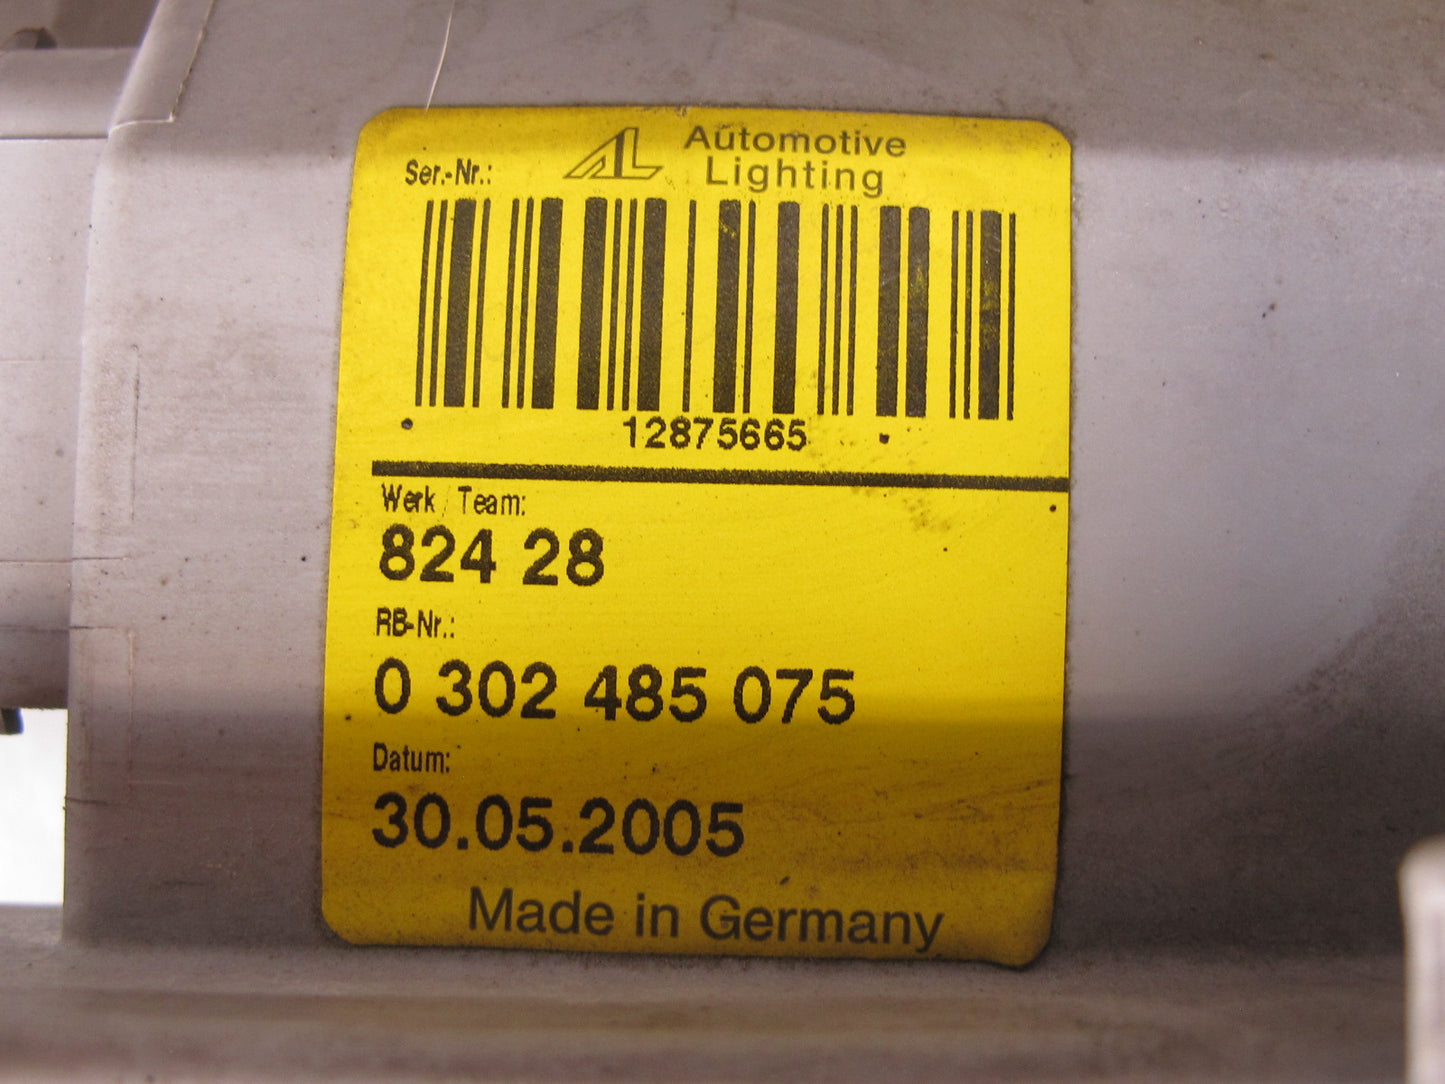 AL Automotive
Lighting
Ser.-Nr.:
12875665
Werk / Team:
824 28
RB-Nr.:
0 302 485 075
Datum:
30.05.2005
Made in Germany